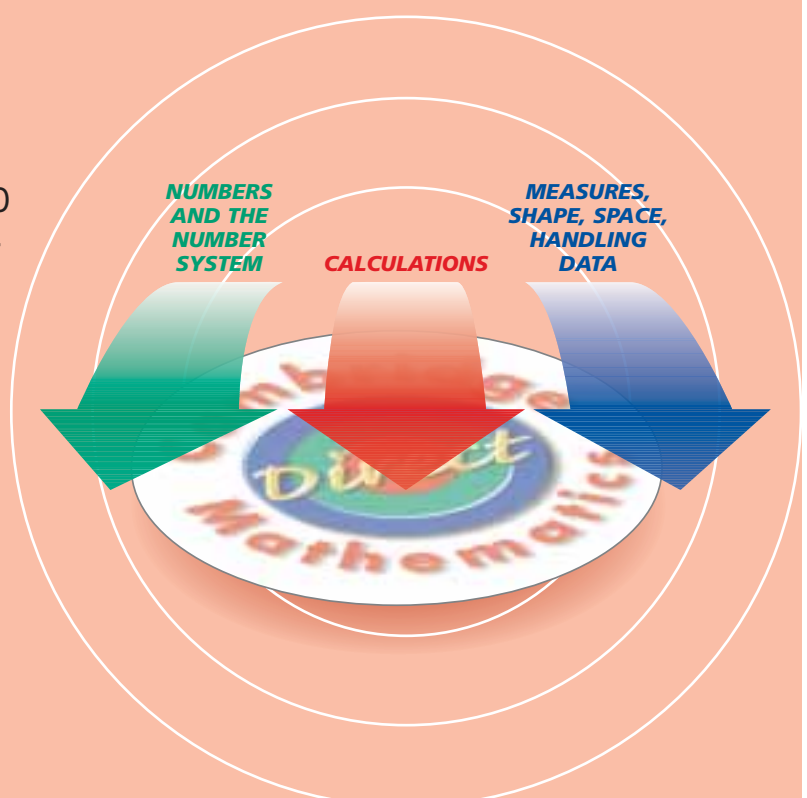 NUMBERS
AND THE
NUMBER
SYSTEM
CALCULATIONS
MEASURES,
SHAPE, SPACE,
HANDLING
DATA
Direct
Mathematics